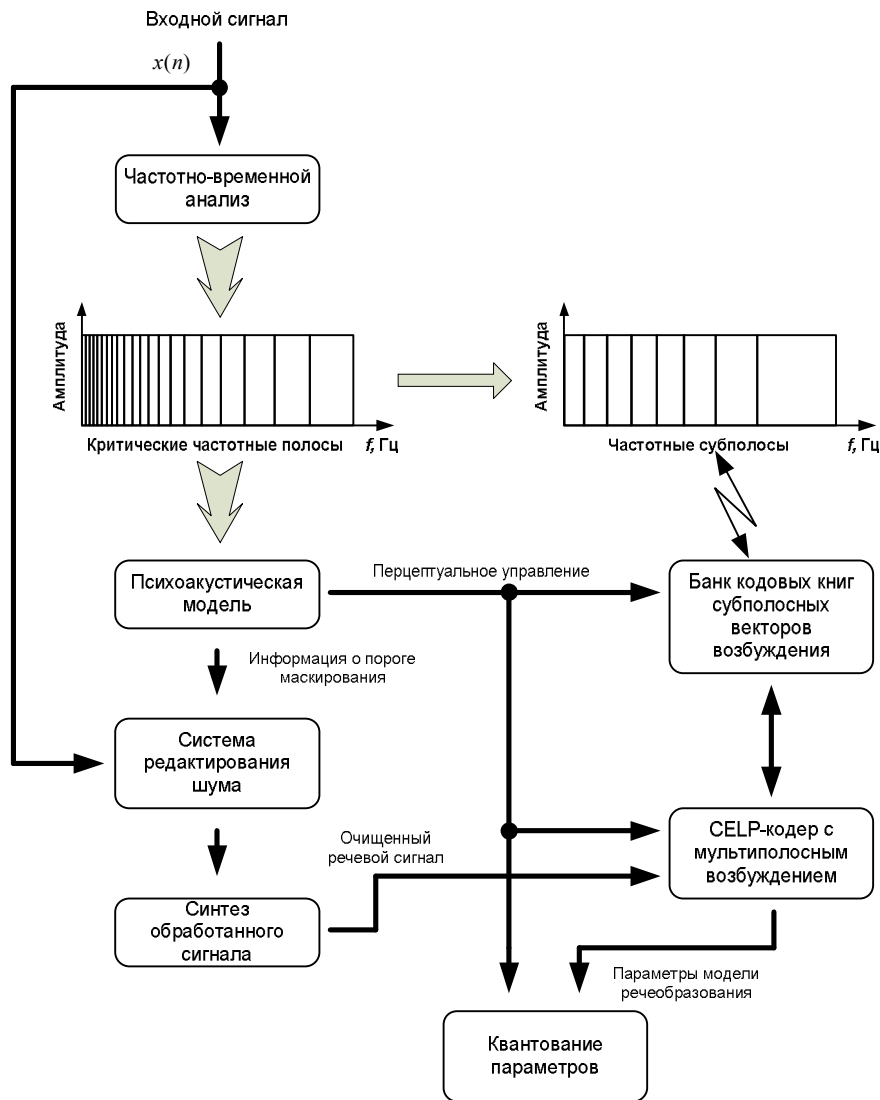 Входной сигнал
x(n)
Частотно-временной
анализ
Амплитуда
Критические частотные полосы
f, Гц
Амплитуда
Частотные субполосы
f, Гц
Психоакустическая
модель
Перцептуальное управление
Банк кодовых книг
субполосных
векторов
возбуждения
Информация о пороге
маскирования
Система
редактирования
шума
Очищенный
речевой сигнал
CELP-кодер с
мультиполосным
возбуждением
Синтез
обработанного
сигнала
Параметры модели
речеобразования
Квантование
параметров